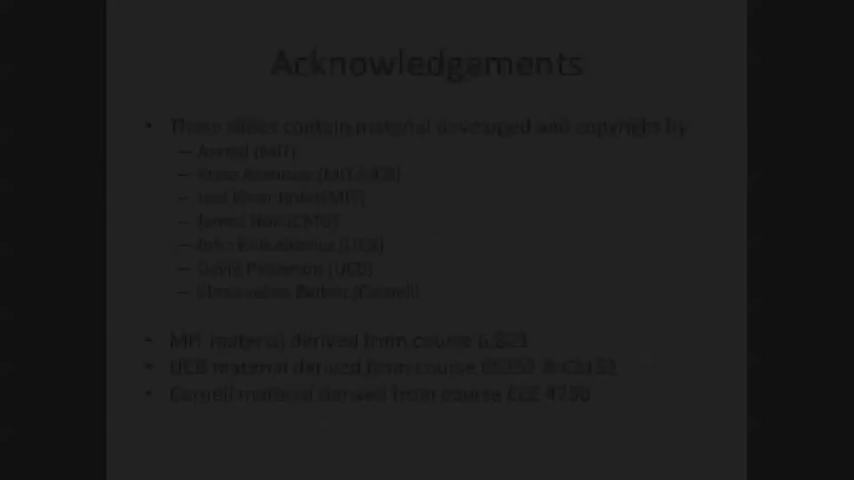 Acknowledgements
• These slides contain material developed and copyright by
– Arvind (MIT)
– Krste Asanovic (MIT/UCB)
– Joel Emer (Intel/MIT)
– James Hoe (CMU)
– John Kubiatowicz (UCB)
– David Patterson (UCB)
– Christopher Batten (Cornell)
• MIT material derived from course 6.823
• UCB material derived from course CS252 & CS152
• Cornell material derived from course ECE 4750